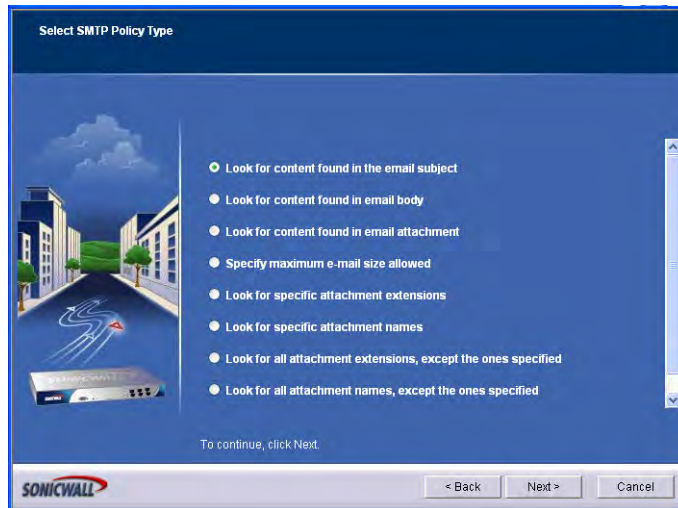 Select SMTP Policy Type
Look for content found in the email subject
Look for content found in email body
Look for content found in email attachment
Specify maximum e-mail size allowed
Look for specific attachment extensions
Look for specific attachment names
Look for all attachment extensions, except the ones specified
Look for all attachment names, except the ones specified
SONICWALL
To continue, click Next.
SONICWALL
< Back
Next >
Cancel